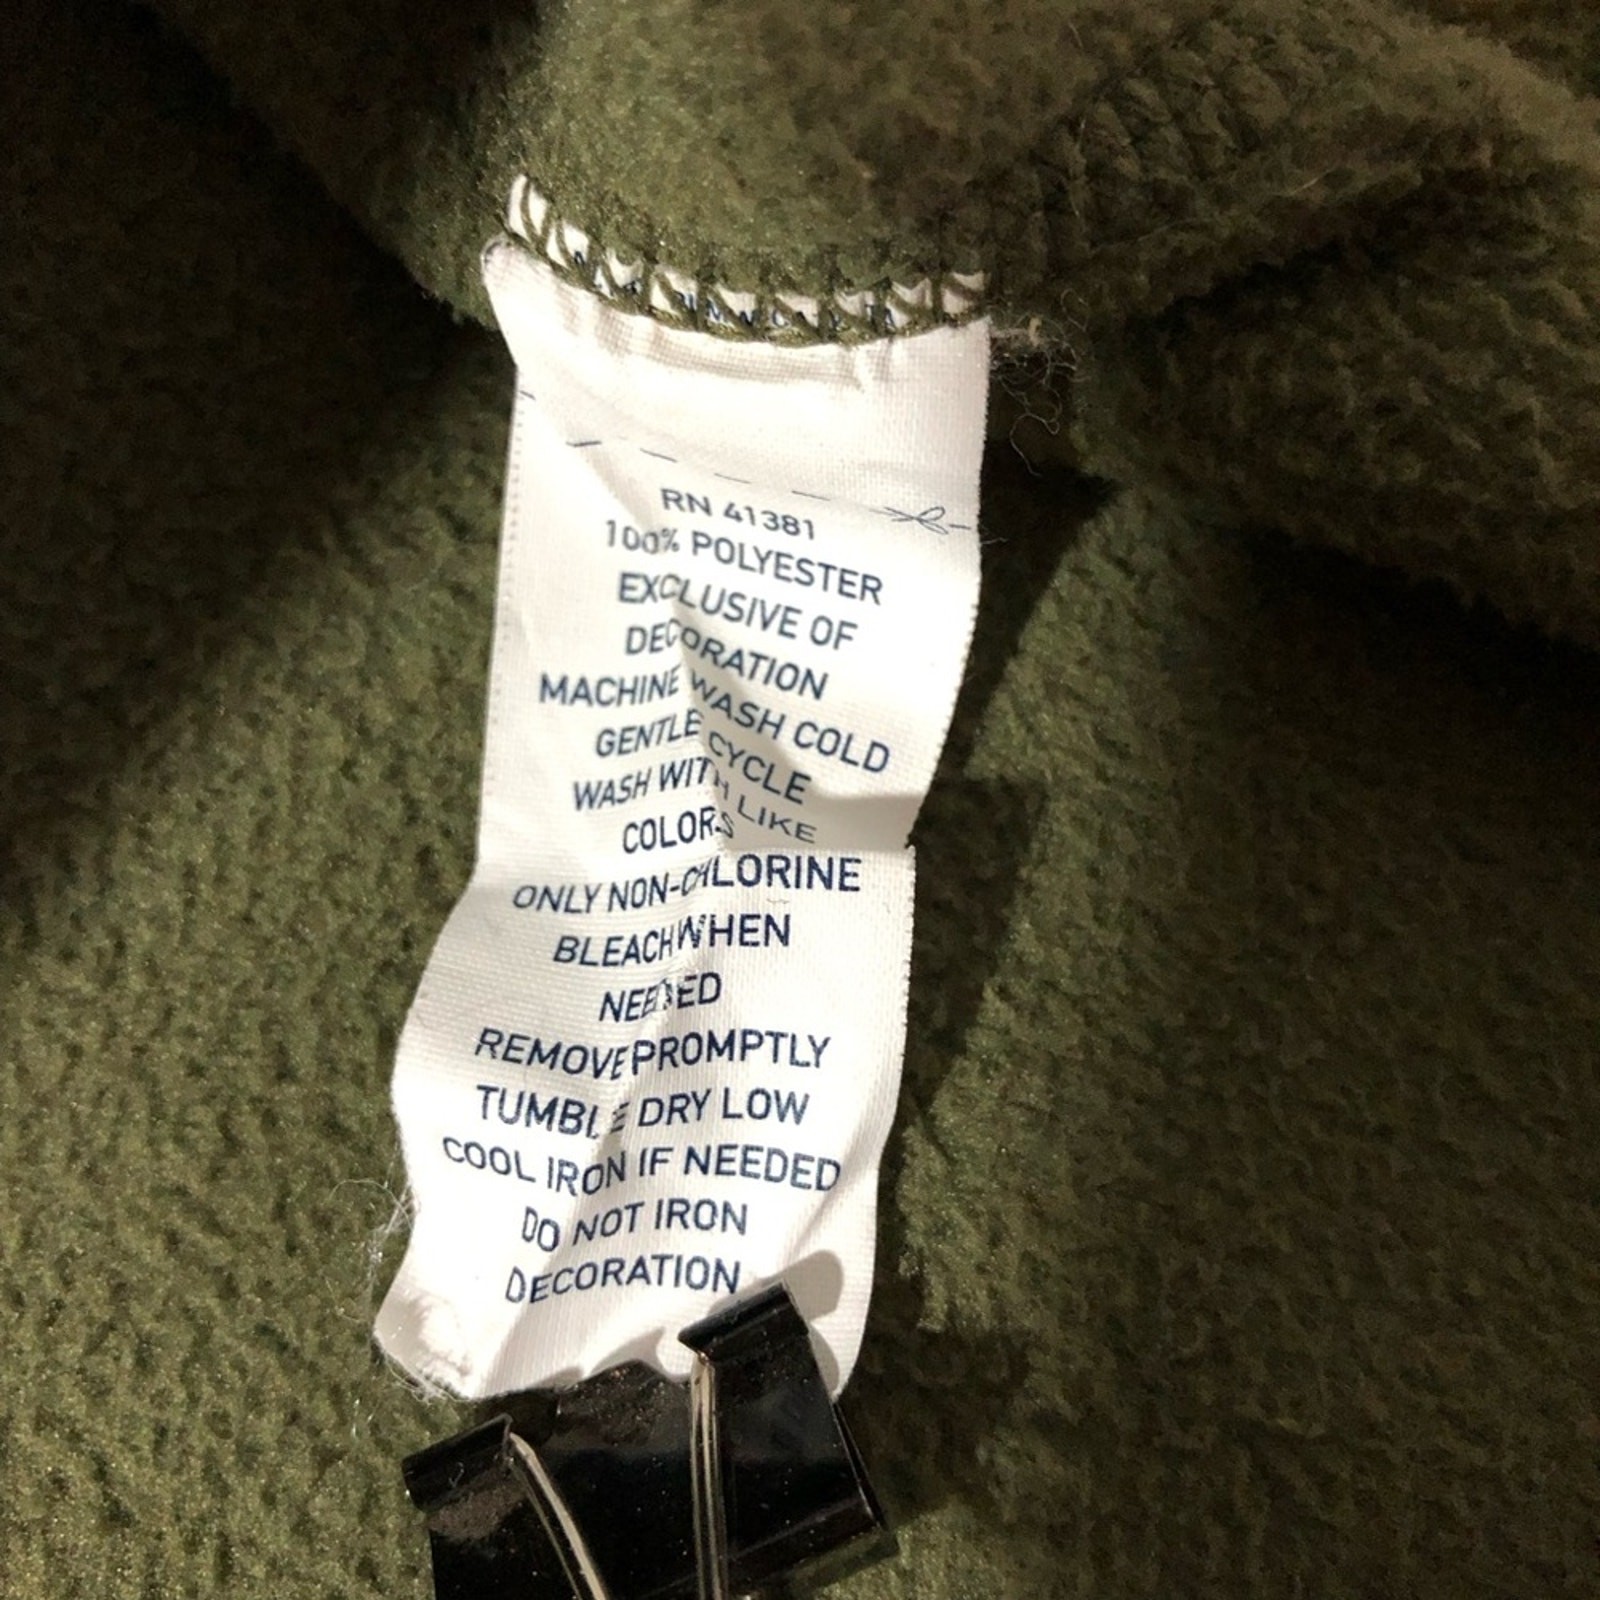 RN 41381
100% POLYESTER
EXCLUSIVE OF
DECORATION
MACHINE WASH COLD
GENTLE CYCLE
WASH WITH LIKE
COLORS
ONLY NON-CHLORINE
BLEACH WHEN
NEEDED
REMOVE PROMPTLY
TUMBLE DRY LOW
COOL IRON IF NEEDED
DO NOT IRON
DECORATION